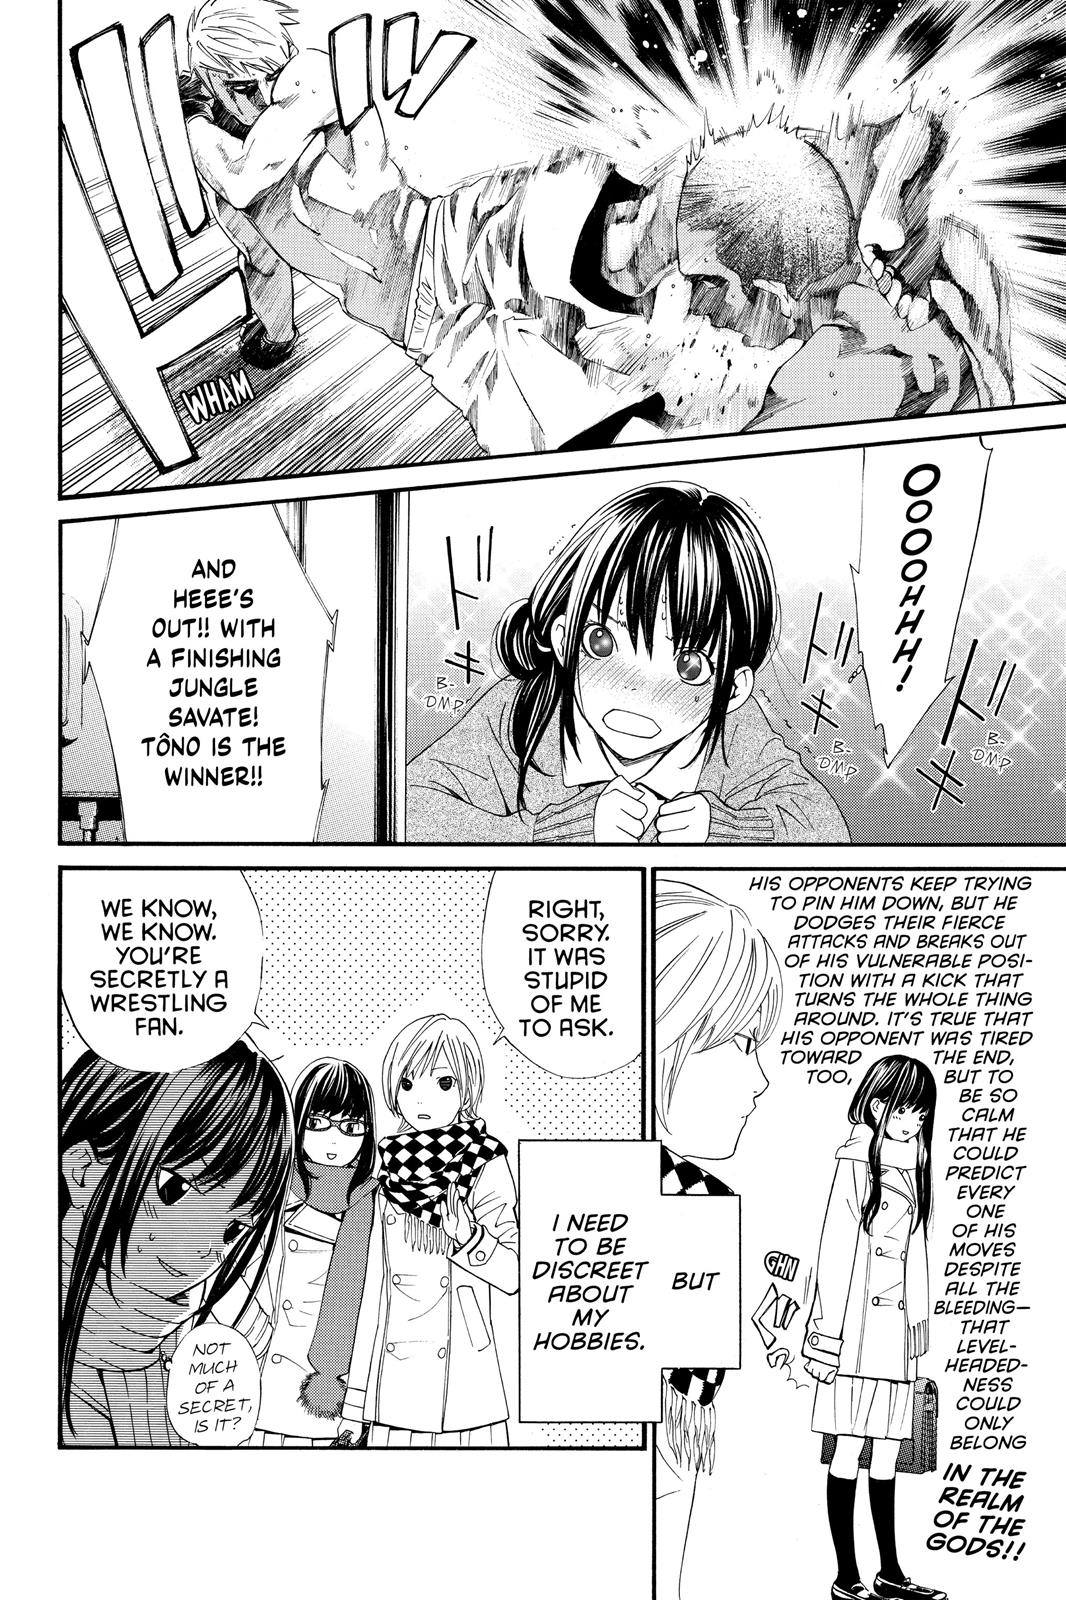 WHAM
OOOOHHH!
B-
DMP
B-
DMP
B-
DMP
AND
HEEE'S
OUT!! WITH
A FINISHING
JUNGLE
SAVATE!
TÔNO IS THE
WINNER!!
HIS OPPONENTS KEEP TRYING
TO PIN HIM DOWN, BUT HE
DODGES THEIR FIERCE
ATTACKS AND BREAKS OUT
OF HIS VULNERABLE POSI-
TION WITH A KICK THAT
TURNS THE WHOLE THING
AROUND. IT'S TRUE THAT
HIS OPPONENT WAS TIRED
TOWARD THE END,
TOO, BUT TO
BE SO
CALM
THAT HE
COULD
PREDICT
EVERY
ONE
OF HIS
MOVES
DESPITE
ALL THE
BLEEDING—
THAT
LEVEL-
HEADED-
NESS
COULD
ONLY
BELONG
IN THE
REALM
OF THE
GODS!!
GHN
BUT
I NEED
TO BE
DISCREET
ABOUT
MY
HOBBIES.
RIGHT,
SORRY.
IT WAS
STUPID
OF ME
TO ASK.
WE KNOW,
WE KNOW.
YOU'RE
SECRETLY A
WRESTLING
FAN.
NOT
MUCH
OF A
SECRET,
IS IT?